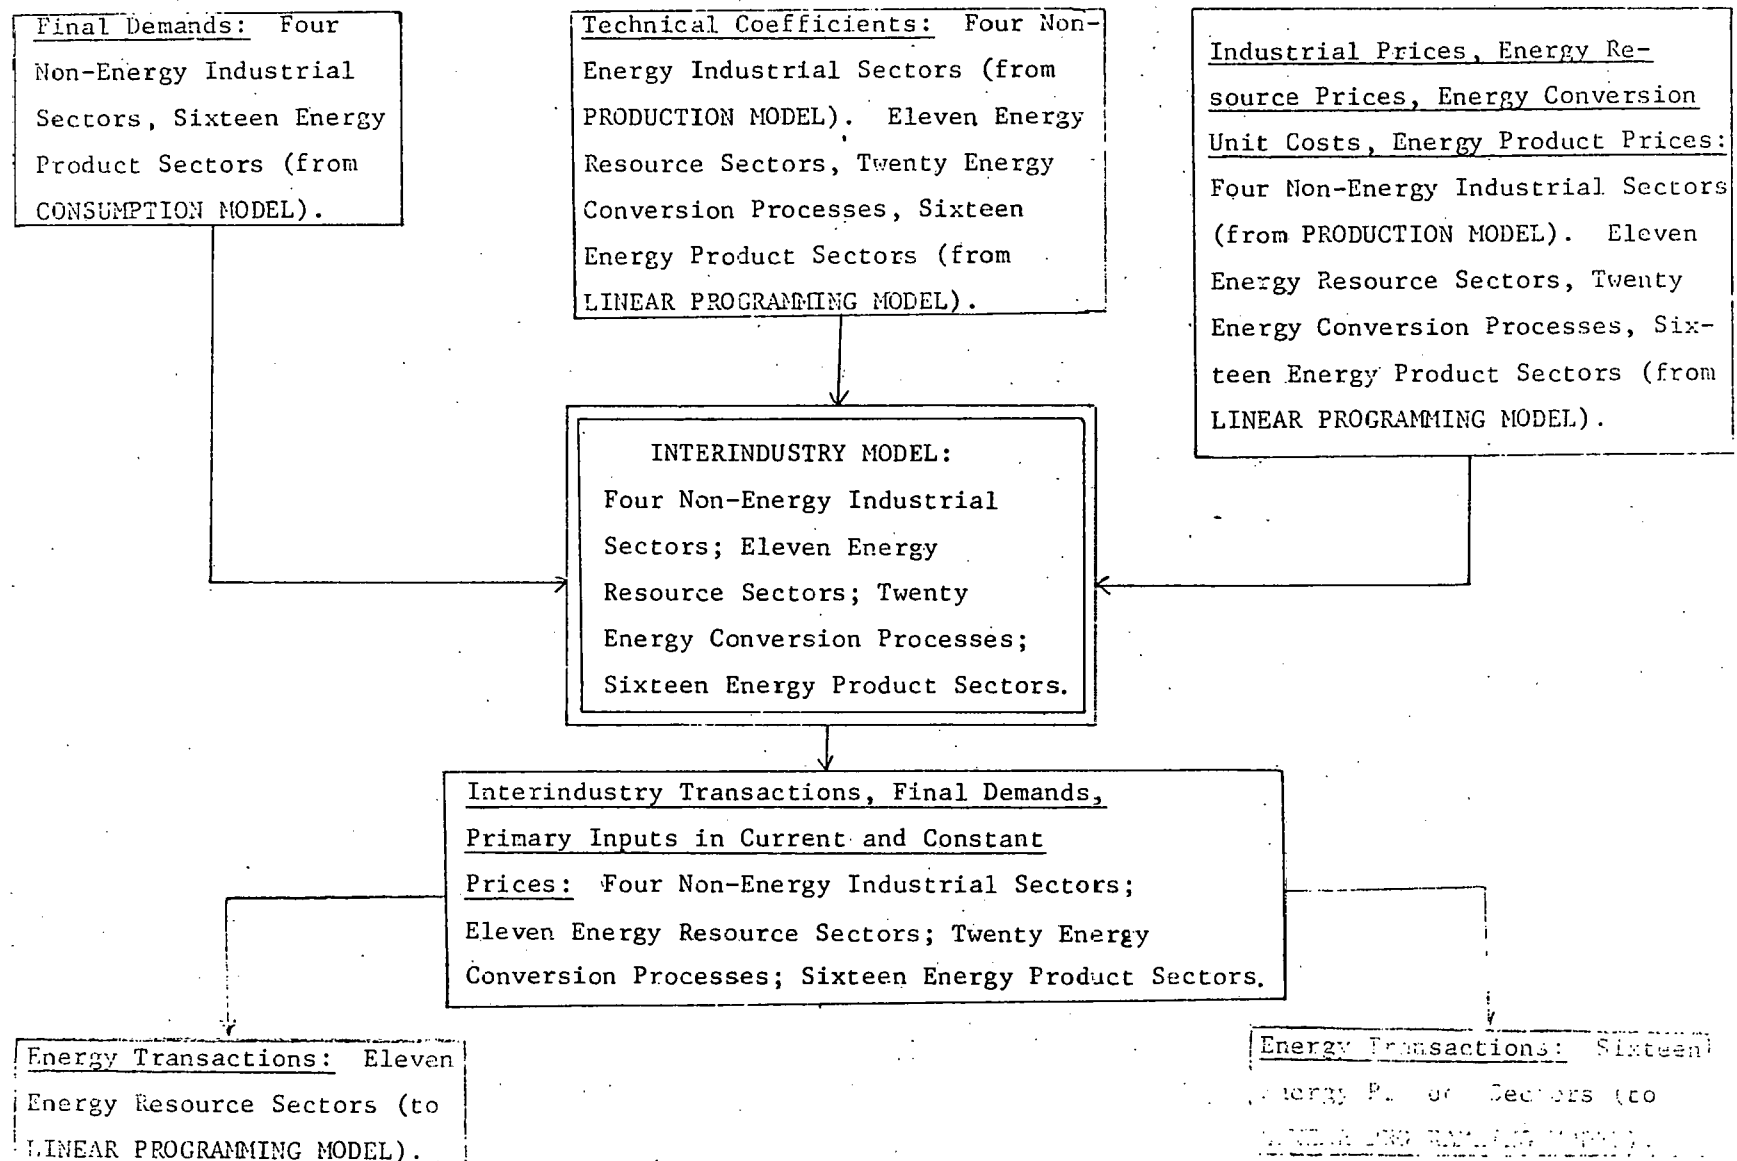 Final Demands: Four
Non-Energy Industrial
Sectors, Sixteen Energy
Product Sectors (from
CONSUMPTION MODEL).
Technical Coefficients: Four Non-
Energy Industrial Sectors (from
PRODUCTION MODEL). Eleven Energy
Resource Sectors, Twenty Energy
Conversion Processes, Sixteen
Energy Product Sectors (from
LINEAR PROGRAMMING MODEL).
Industrial Prices, Energy Re-
source Prices, Energy Conversion
Unit Costs, Energy Product Prices:
Four Non-Energy Industrial Sectors
(from PRODUCTION MODEL). Eleven
Energy Resource Sectors, Twenty
Energy Conversion Processes, Six-
teen Energy Product Sectors (from
LINEAR PROGRAMMING MODEL).
INTERINDUSTRY MODEL:
Four Non-Energy Industrial
Sectors; Eleven Energy
Resource Sectors; Twenty
Energy Conversion Processes;
Sixteen Energy Product Sectors.
Interindustry Transactions, Final Demands,
Primary Inputs in Current and Constant
Prices: Four Non-Energy Industrial Sectors;
Eleven Energy Resource Sectors; Twenty Energy
Conversion Processes; Sixteen Energy Product Sectors.
Energy Transactions: Eleven
Energy Resource Sectors (to
LINEAR PROGRAMMING MODEL).
Energy Transactions: Sixteen
Sectors (to